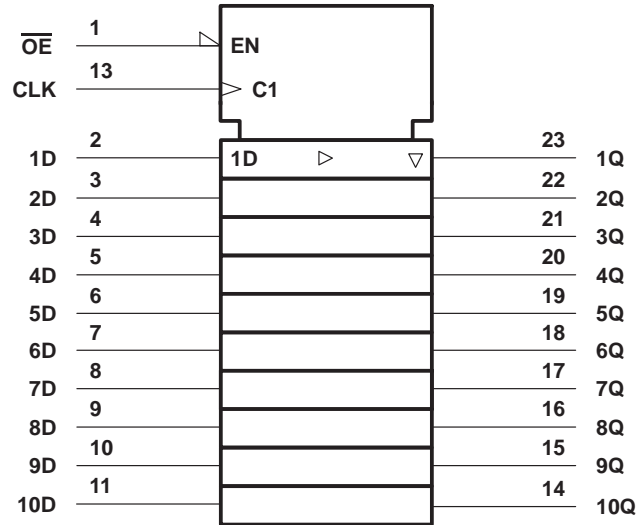 O̅E̅ 1 EN
CLK 13 C1
1D 2 1D 23 1Q
2D 3 22 2Q
3D 4 21 3Q
4D 5 20 4Q
5D 6 19 5Q
6D 7 18 6Q
7D 8 17 7Q
8D 9 16 8Q
9D 10 15 9Q
10D 11 14 10Q